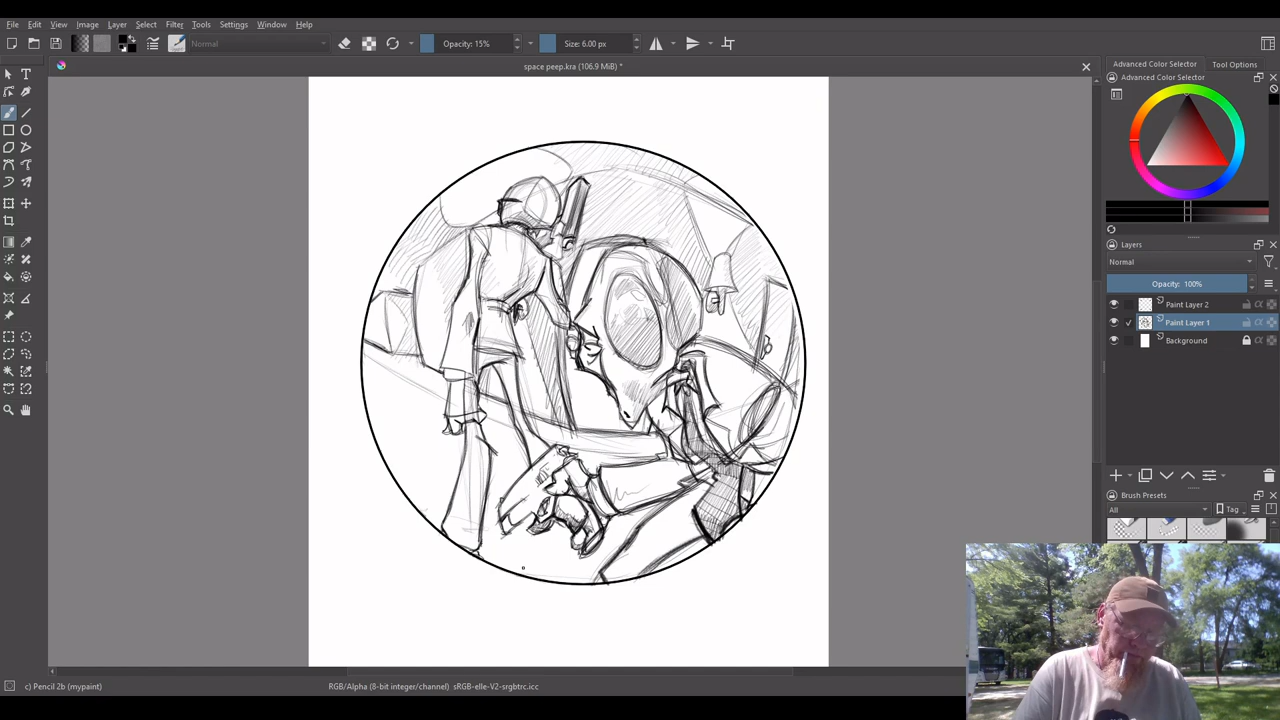 File Edit View Image Layer Select Filter Tools Settings Window Help
Normal Opacity: 15% Size: 6.00 px
space peep.kra (106.9 MiB) *
Advanced Color Selector Tool Options
Advanced Color Selector
Layers
Normal
Opacity: 100%
Paint Layer 2
Paint Layer 1
Background
Brush Presets
All Tag
c) Pencil 2b (mypaint) RGB/Alpha (8-bit integer/channel) sRGB-elle-V2-srgbtrc.icc